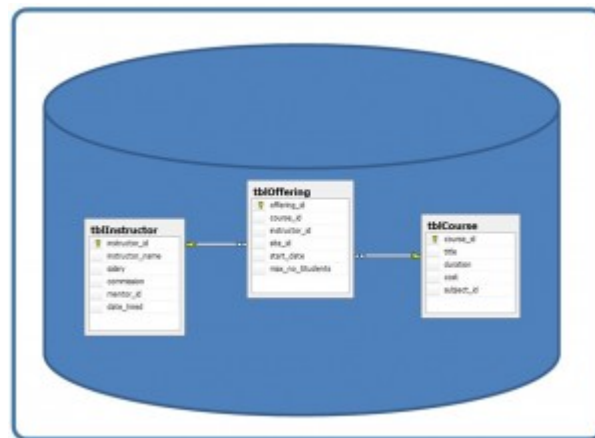 tblInstructor
instructor_id
instructor_name
salary
commission
mentor_id
date_hired
tblOffering
offering_id
course_id
instructor_id
site_id
start_date
max_no_Students
tblCourse
course_id
title
duration
cost
subject_id